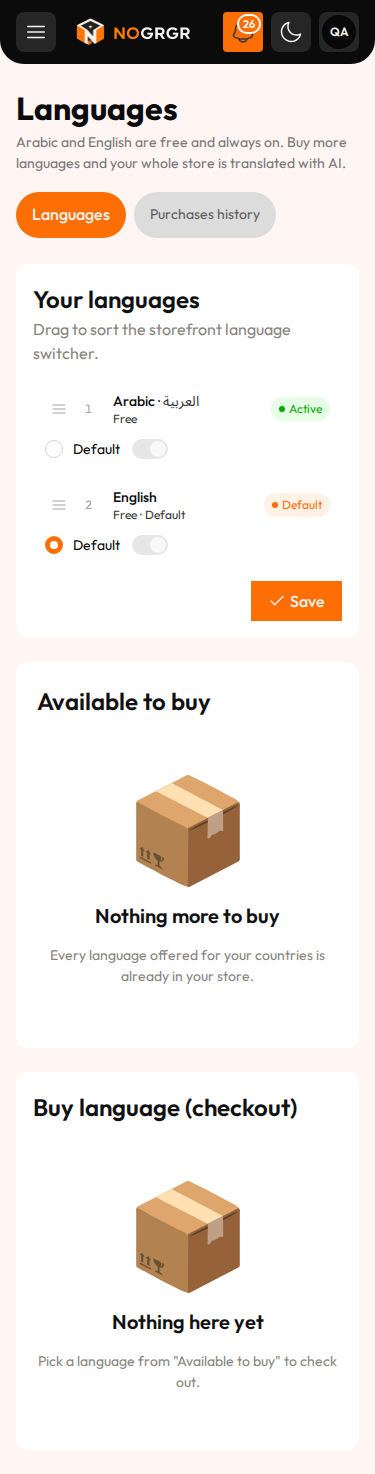 NOGRGR
26
QA
Languages
Arabic and English are free and always on. Buy more
languages and your whole store is translated with AI.
Languages
Purchases history
Your languages
Drag to sort the storefront language
switcher.
1
Arabic · العربية
Active
Free
Default
2
English
Default
Free · Default
Default
Save
Available to buy
Nothing more to buy
Every language offered for your countries is
already in your store.
Buy language (checkout)
Nothing here yet
Pick a language from "Available to buy" to check
out.